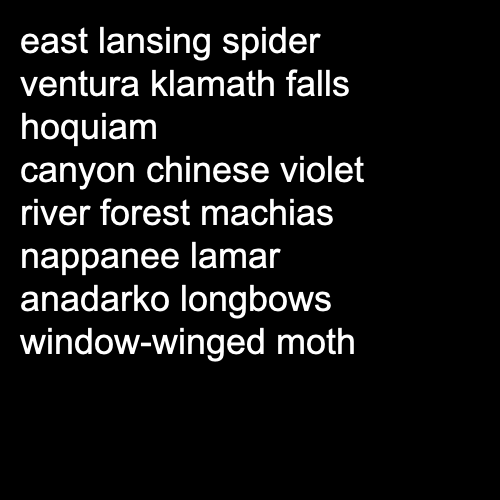 east lansing spider
ventura klamath falls
hoquiam
canyon chinese violet
river forest machias
nappanee lamar
anadarko longbows
window-winged moth